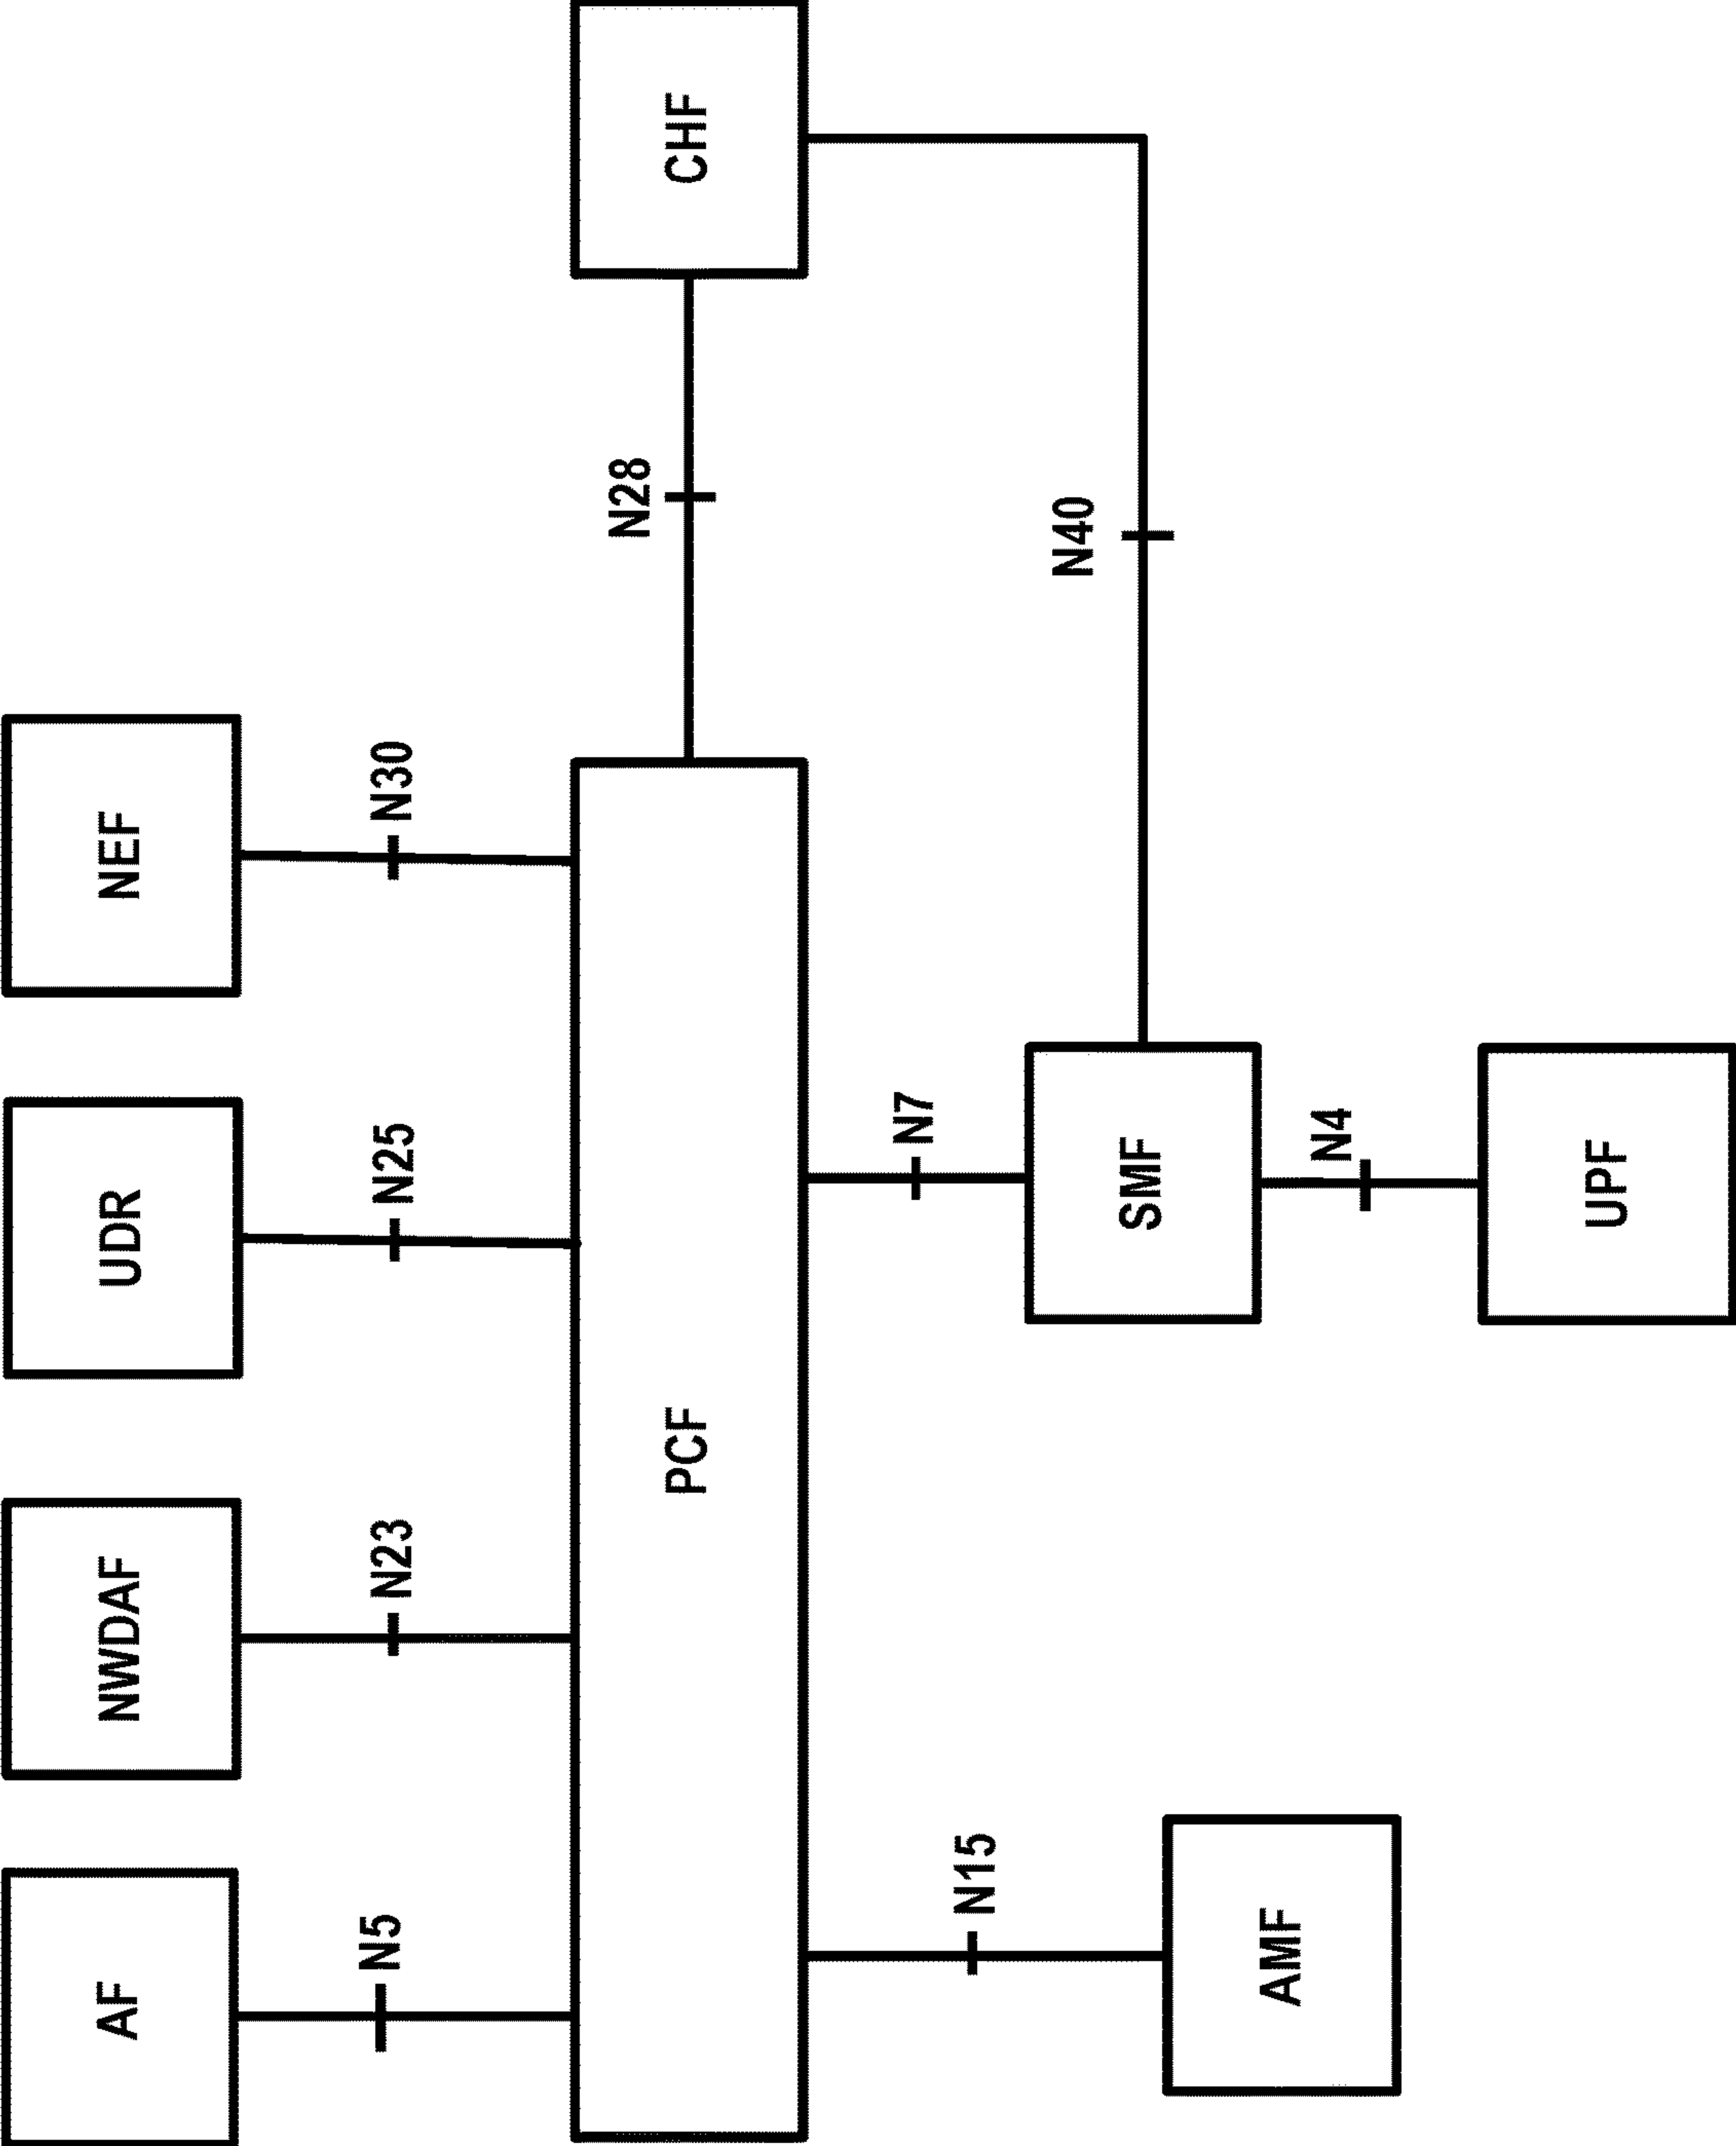 AF
NWDAF
UDR
NEF
N5
N23
N25
N30
PCF
N28
CHF
N15
N7
N40
AMF
SMF
N4
UPF